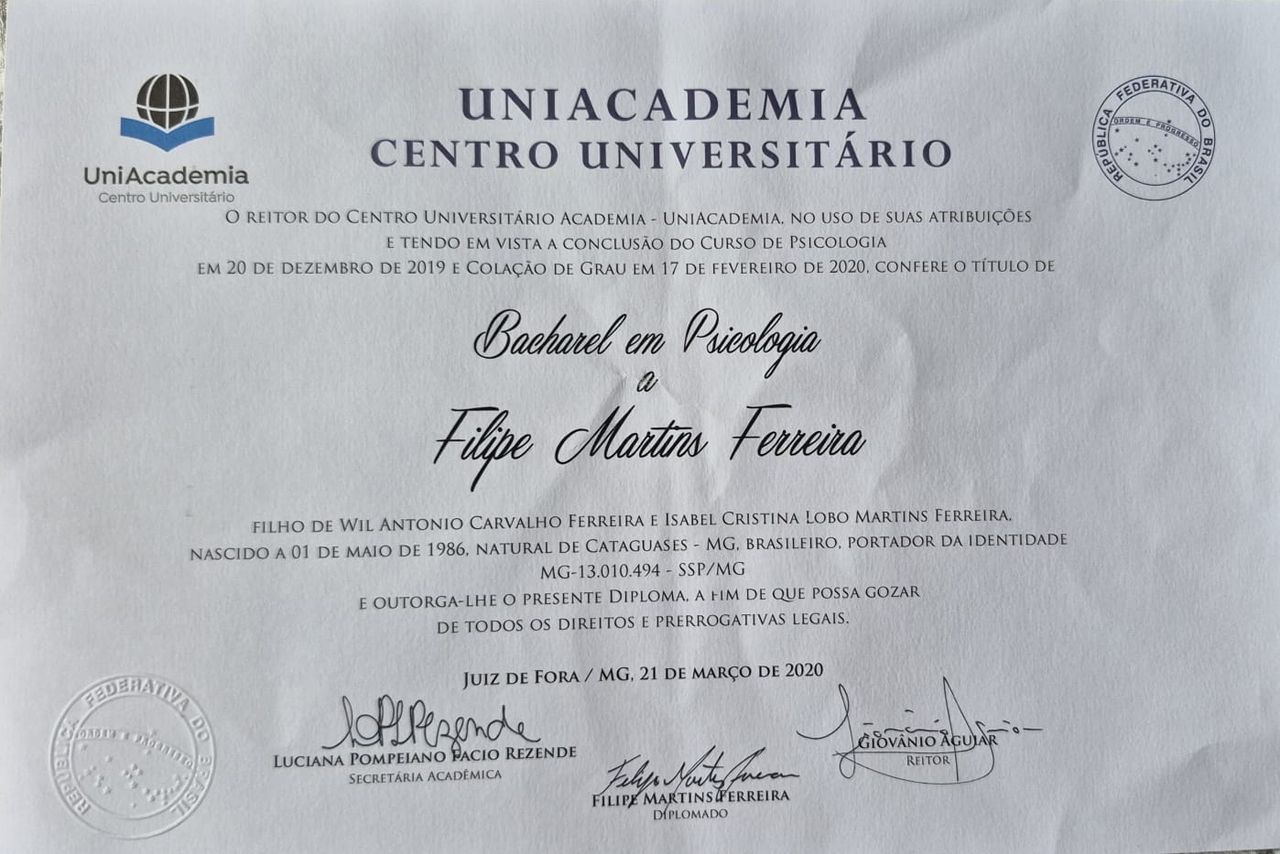 UNIACADEMIA
CENTRO UNIVERSITÁRIO
UniAcademia
Centro Universitário
REPÚBLICA FEDERATIVA DO BRASIL
ORDEM E PROGRESSO
O REITOR DO CENTRO UNIVERSITÁRIO ACADEMIA - UNIACADEMIA, NO USO DE SUAS ATRIBUIÇÕES
E TENDO EM VISTA A CONCLUSÃO DO CURSO DE PSICOLOGIA
EM 20 DE DEZEMBRO DE 2019 E COLAÇÃO DE GRAU EM 17 DE FEVEREIRO DE 2020, CONFERE O TÍTULO DE
Bacharel em Psicologia
a
Filipe Martins Ferreira
FILHO DE WIL ANTONIO CARVALHO FERREIRA E ISABEL CRISTINA LOBO MARTINS FERREIRA,
NASCIDO A 01 DE MAIO DE 1986, NATURAL DE CATAGUASES - MG, BRASILEIRO, PORTADOR DA IDENTIDADE
MG-13.010.494 - SSP/MG
E OUTORGA-LHE O PRESENTE DIPLOMA, A FIM DE QUE POSSA GOZAR
DE TODOS OS DIREITOS E PRERROGATIVAS LEGAIS.
JUIZ DE FORA / MG, 21 DE MARÇO DE 2020
REPÚBLICA FEDERATIVA DO BRASIL
ORDEM E PROGRESSO
LUCIANA POMPEIANO FACIO REZENDE
SECRETÁRIA ACADÊMICA
GIOVÂNIO AGUIAR
REITOR
FILIPE MARTINS FERREIRA
DIPLOMADO